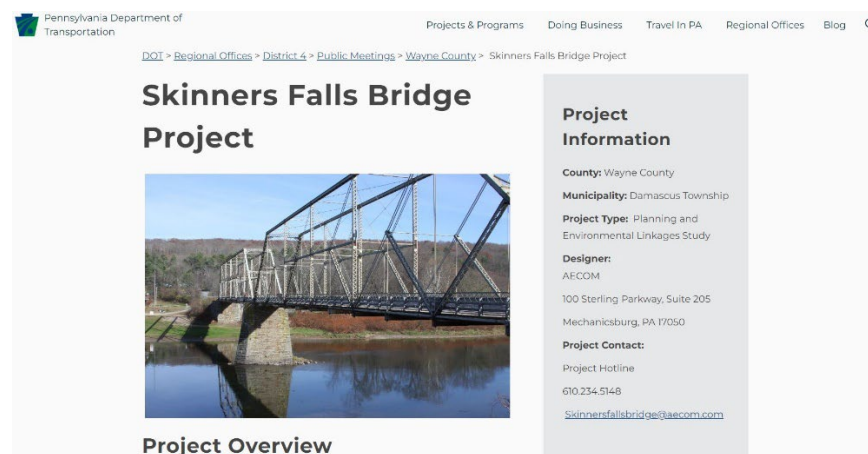 Pennsylvania Department of
Transportation
Projects & Programs Doing Business Travel In PA Regional Offices Blog
DOT > Regional Offices > District 4 > Public Meetings > Wayne County > Skinners Falls Bridge Project
Skinners Falls Bridge
Project
Project
Information
County: Wayne County
Municipality: Damascus Township
Project Type: Planning and
Environmental Linkages Study
Designer:
AECOM
100 Sterling Parkway, Suite 205
Mechanicsburg, PA 17050
Project Contact:
Project Hotline
610.234.5148
Skinnersfallsbridge@aecom.com
Project Overview